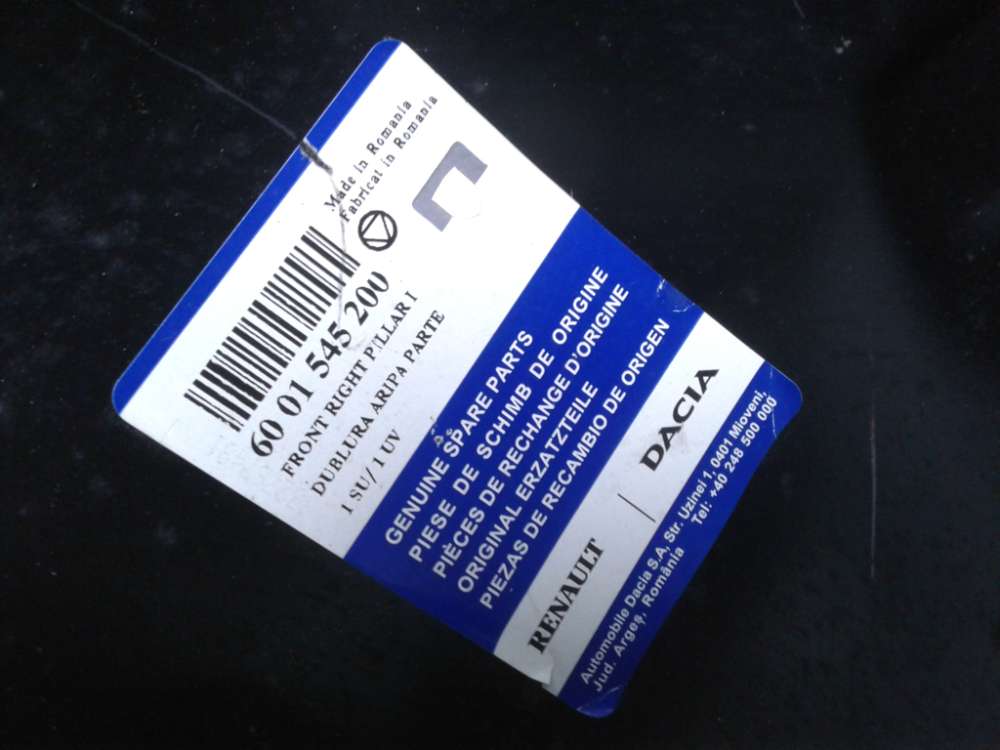 Made in Romania
Fabricat in Romania
60 01 545 200
FRONT RIGHT PILLAR I
DUBLURA ARIPA PARTE
1 SU/ 1 UV
GENUINE SPARE PARTS
PIESE DE SCHIMB DE ORIGINE
PIÈCES DE RECHANGE D'ORIGINE
ORIGINAL ERZATZTEILE
PIEZAS DE RECAMBIO DE ORIGEN
RENAULT | DACIA
Automobile Dacia S.A, Str. Uzinei 1, 0401 Mioveni,
Jud. Argeş, România Tel: +40 248 500 000